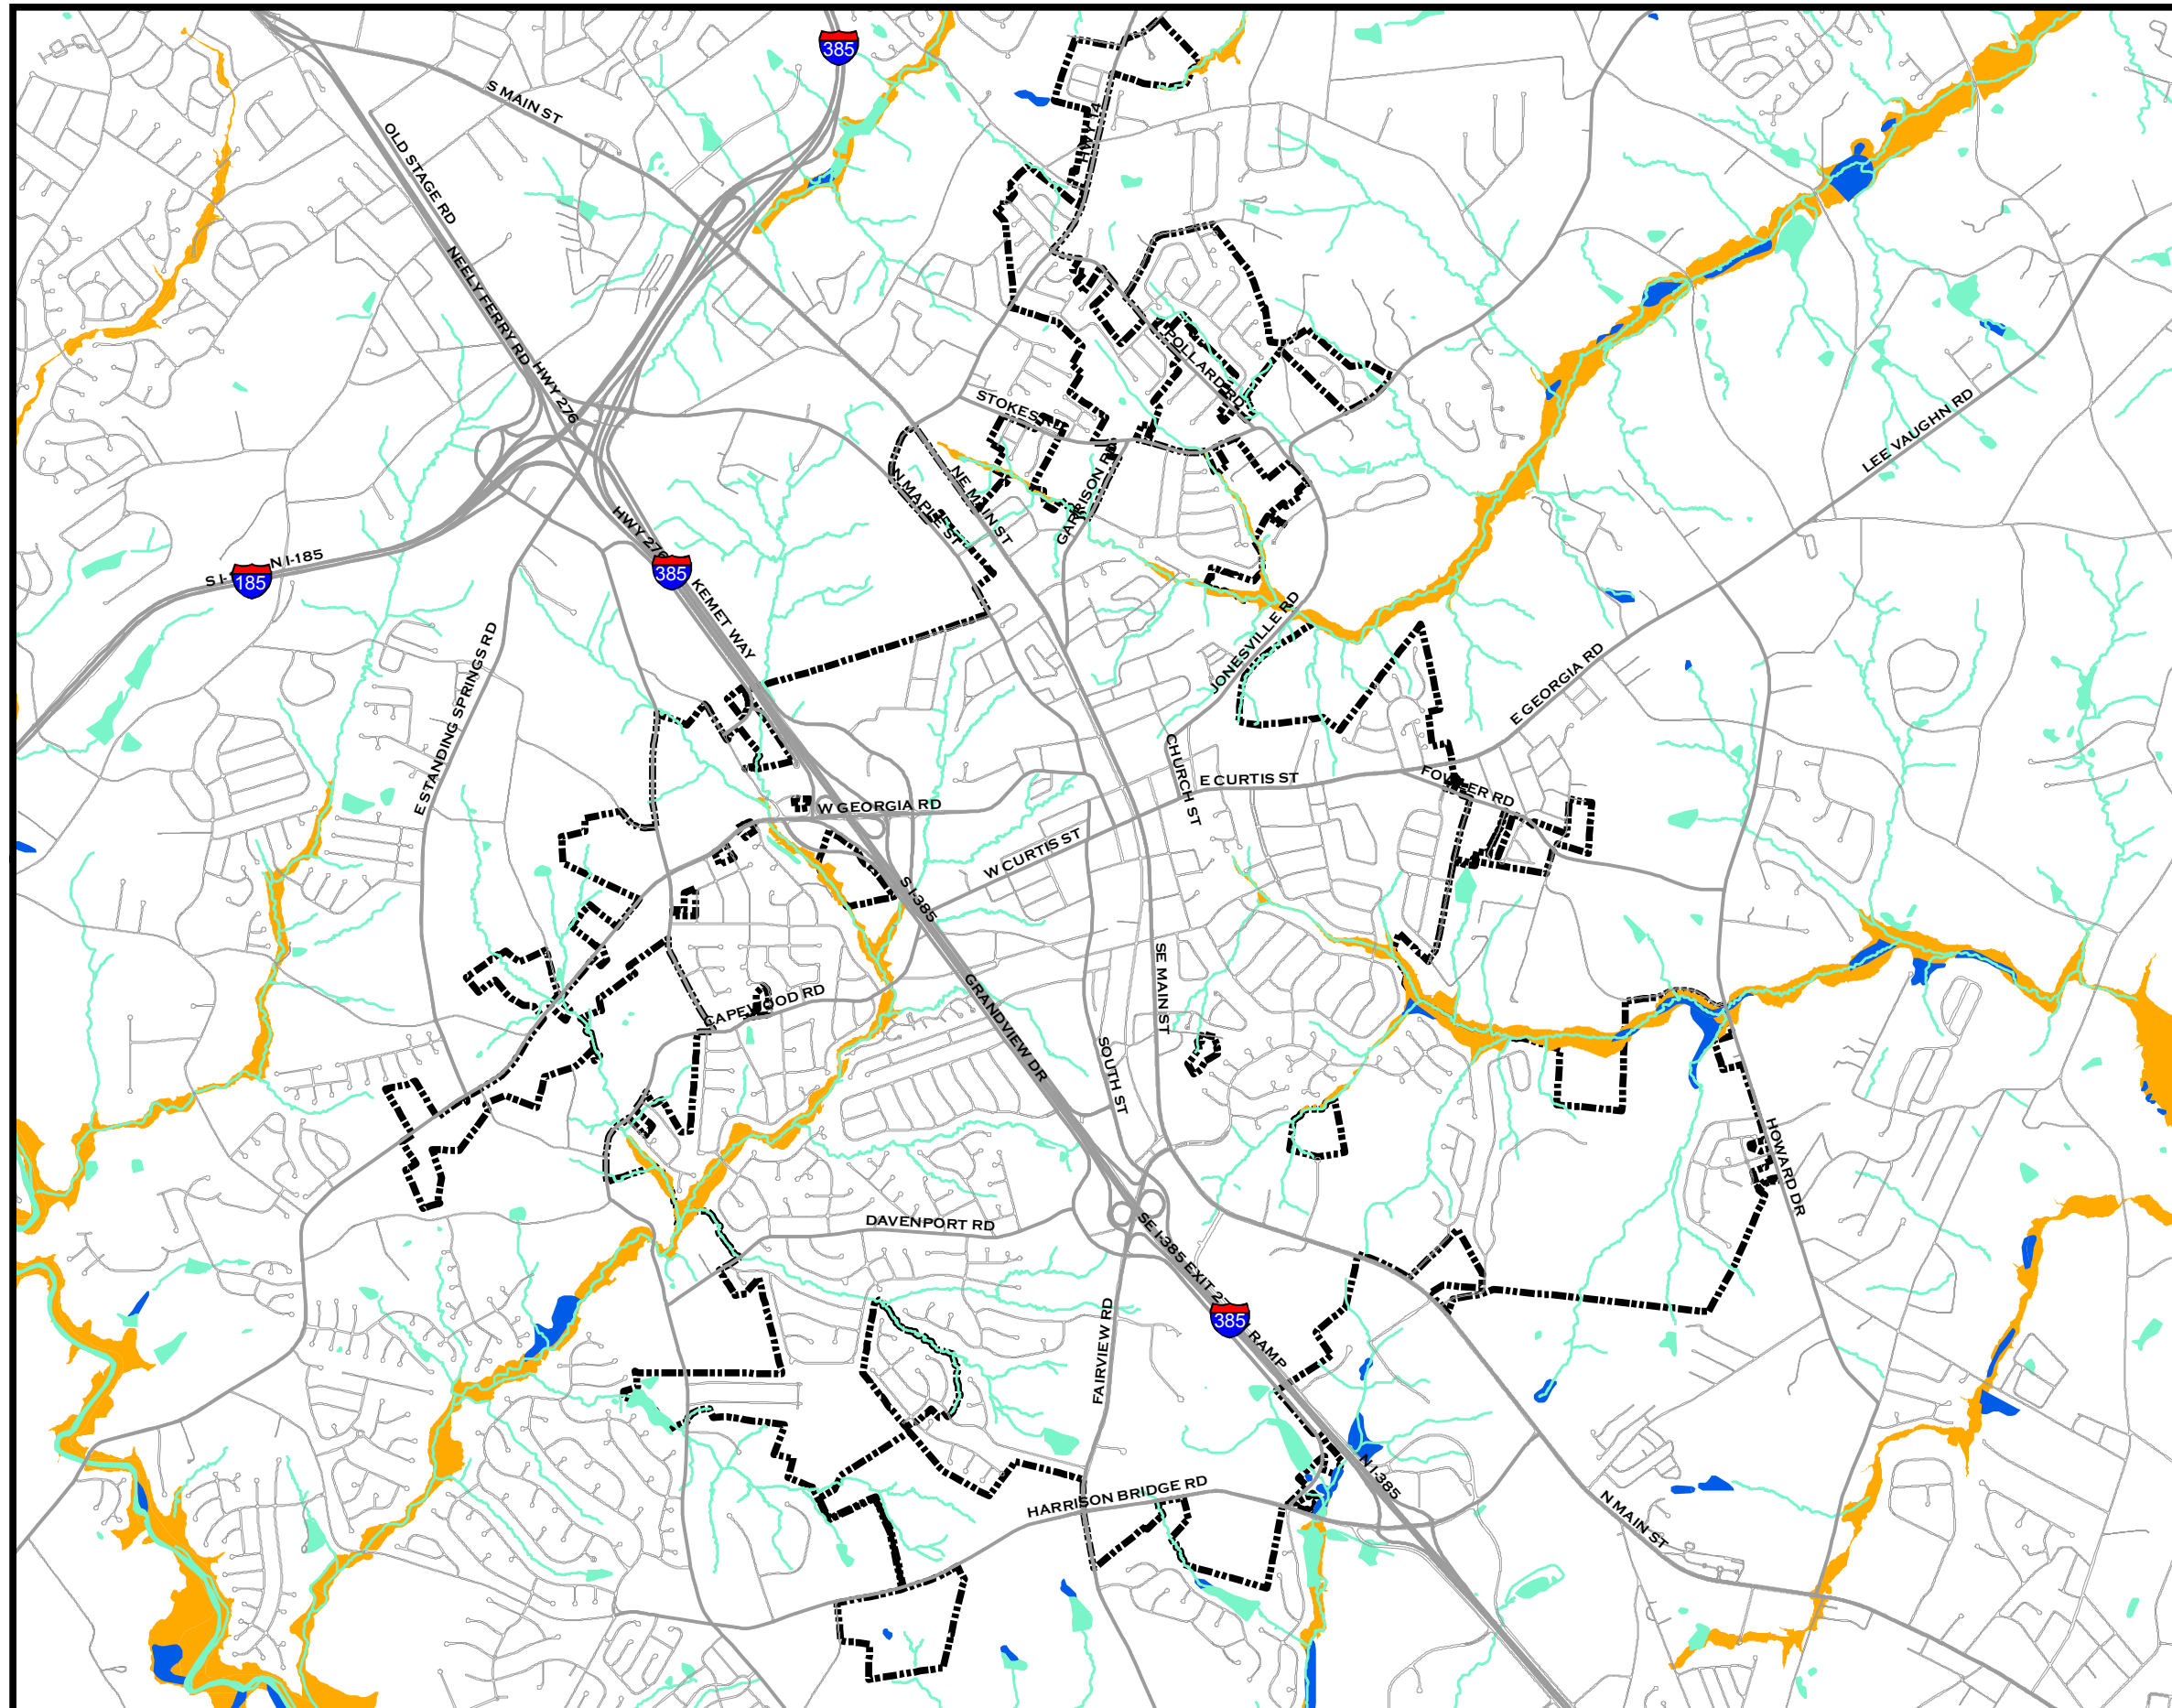 385
S MAIN ST
HWY 14
OLD STAGE RD
NEELY FERRY RD
HWY 276
POLLARD RD
STOKES RD
LEE VAUGHN RD
N MAPLE ST
NE MAIN ST
GARRISON RD
HWY 276
385
S I-
185
N I-185
KEMET WAY
JONESVILLE RD
E STANDING SPRINGS RD
E GEORGIA RD
CHURCH ST
E CURTIS ST
FOWLER RD
W GEORGIA RD
W CURTIS ST
S I-385
SE MAIN ST
CAPEWOOD RD
GRANDVIEW DR
SOUTH ST
HOWARD DR
DAVENPORT RD
SE I-385 EXIT 27
RAMP
385
FAIRVIEW RD
N I-385
HARRISON BRIDGE RD
N MAIN ST